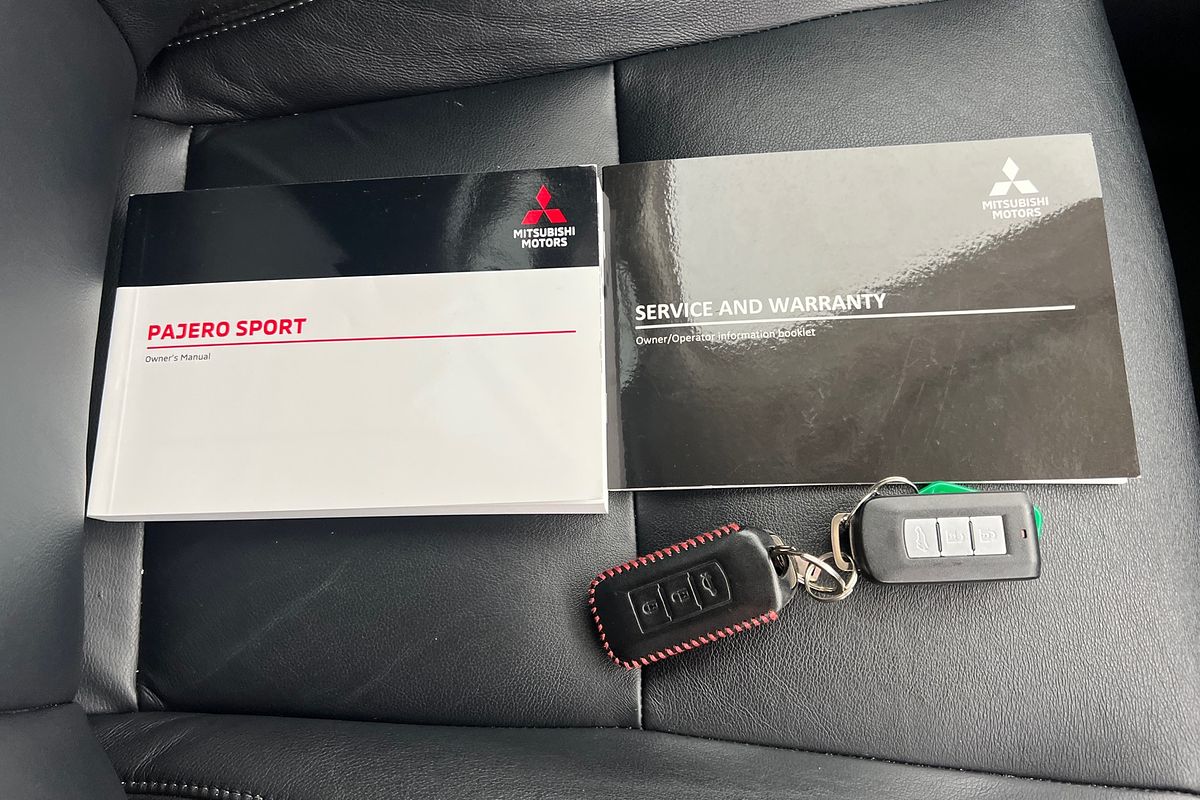 MITSUBISHI
MOTORS
PAJERO SPORT
Owner's Manual
MITSUBISHI
MOTORS
SERVICE AND WARRANTY
Owner/Operator information booklet